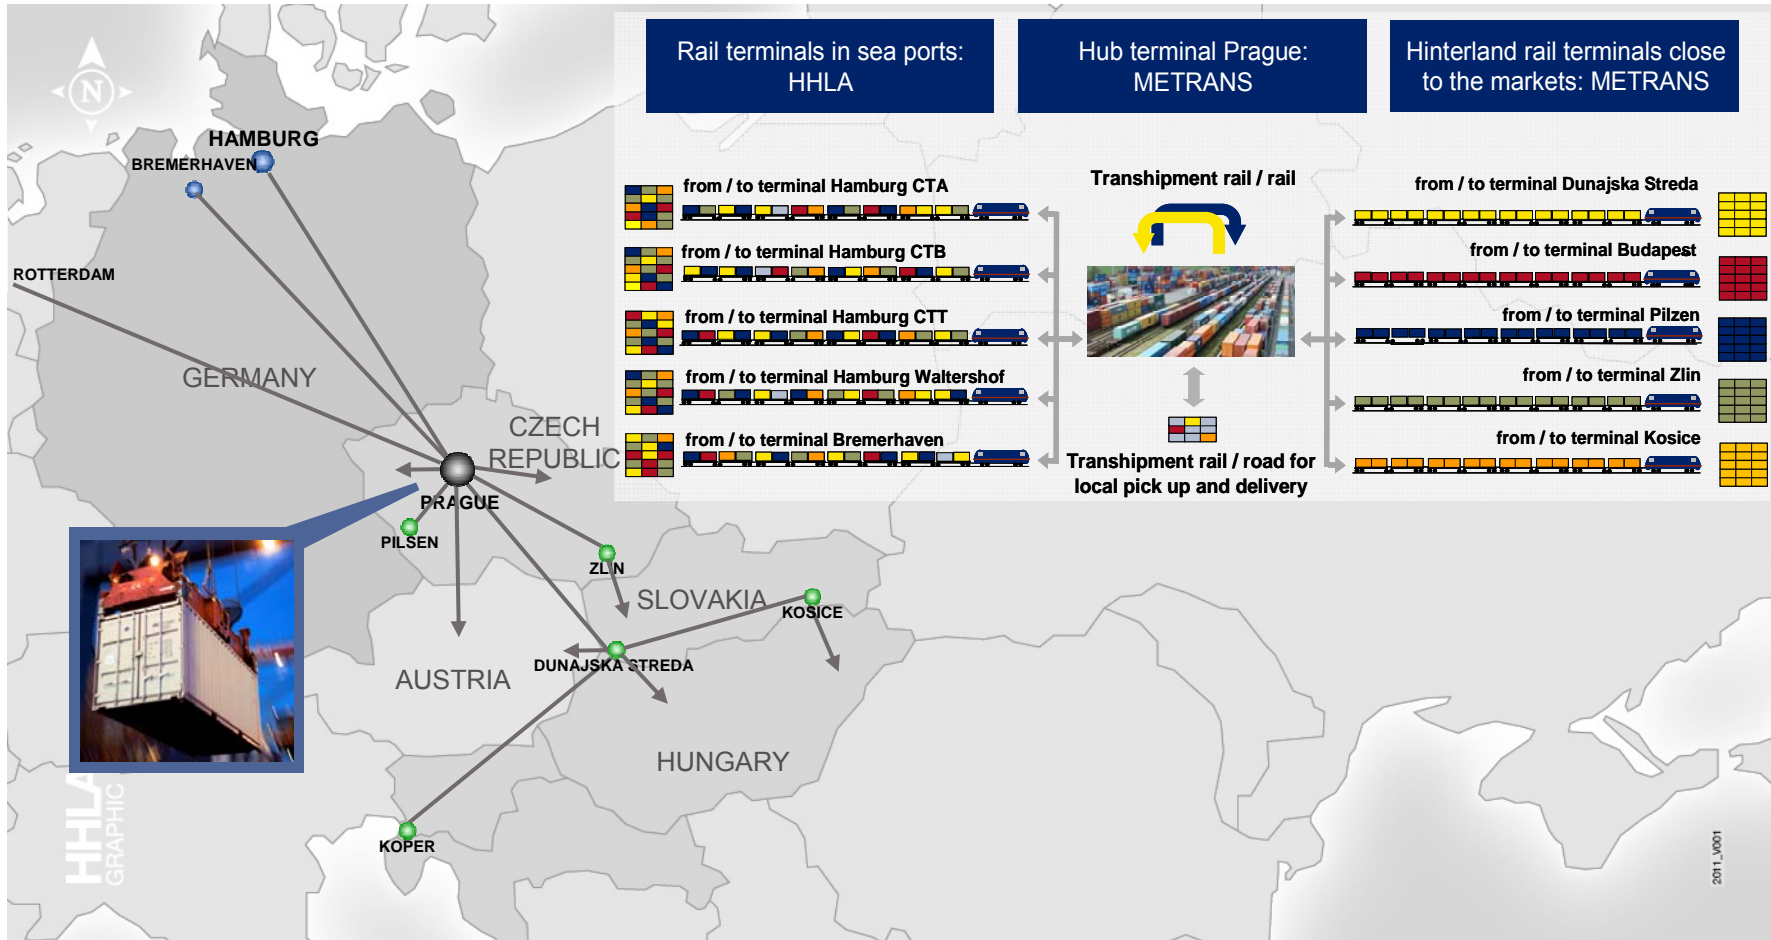 Rail terminals in sea ports:
HHLA
Hub terminal Prague:
METRANS
Hinterland rail terminals close
to the markets: METRANS
N
HAMBURG
BREMERHAVEN
ROTTERDAM
GERMANY
CZECH
REPUBLIC
PRAGUE
PILSEN
ZLIN
SLOVAKIA
KOSICE
DUNAJSKA STREDA
AUSTRIA
HUNGARY
KOPER
from / to terminal Hamburg CTA
from / to terminal Hamburg CTB
from / to terminal Hamburg CTT
from / to terminal Hamburg Waltershof
from / to terminal Bremerhaven
Transhipment rail / rail
Transhipment rail / road for
local pick up and delivery
from / to terminal Dunajska Streda
from / to terminal Budapest
from / to terminal Pilzen
from / to terminal Zlin
from / to terminal Kosice
HHLA
GRAPHIC
2011_V001